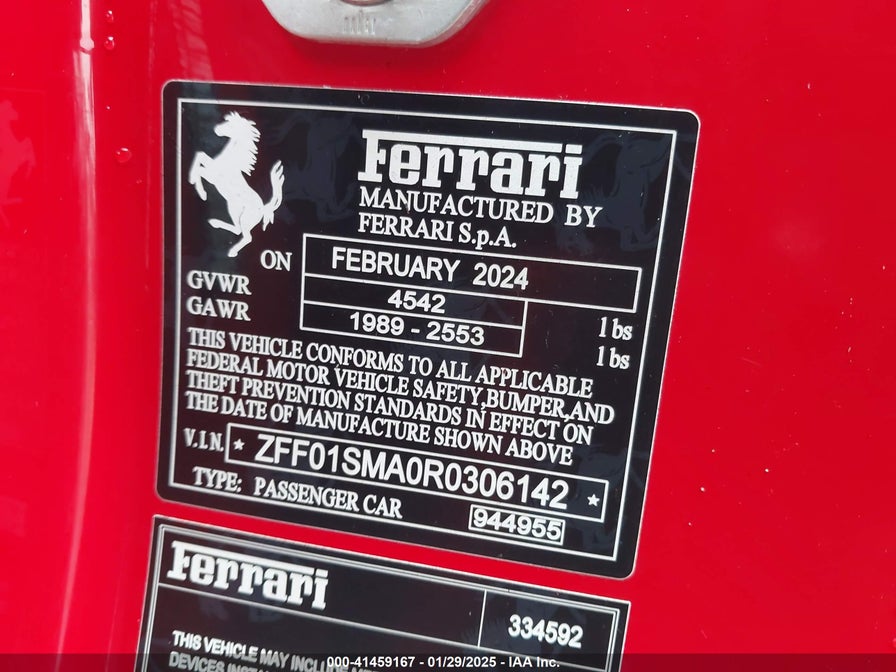 Ferrari
MANUFACTURED BY
FERRARI S.p.A.
ON FEBRUARY 2024
GVWR 4542 lbs
GAWR 1989 - 2553 lbs
THIS VEHICLE CONFORMS TO ALL APPLICABLE
FEDERAL MOTOR VEHICLE SAFETY,BUMPER,AND
THEFT PREVENTION STANDARDS IN EFFECT ON
THE DATE OF MANUFACTURE SHOWN ABOVE
V.I.N. * ZFF01SMA0R0306142 *
TYPE: PASSENGER CAR 944955
Ferrari
334592
THIS VEHICLE MAY INCLUDE
000-41459167 - 01/29/2025 - IAA Inc.